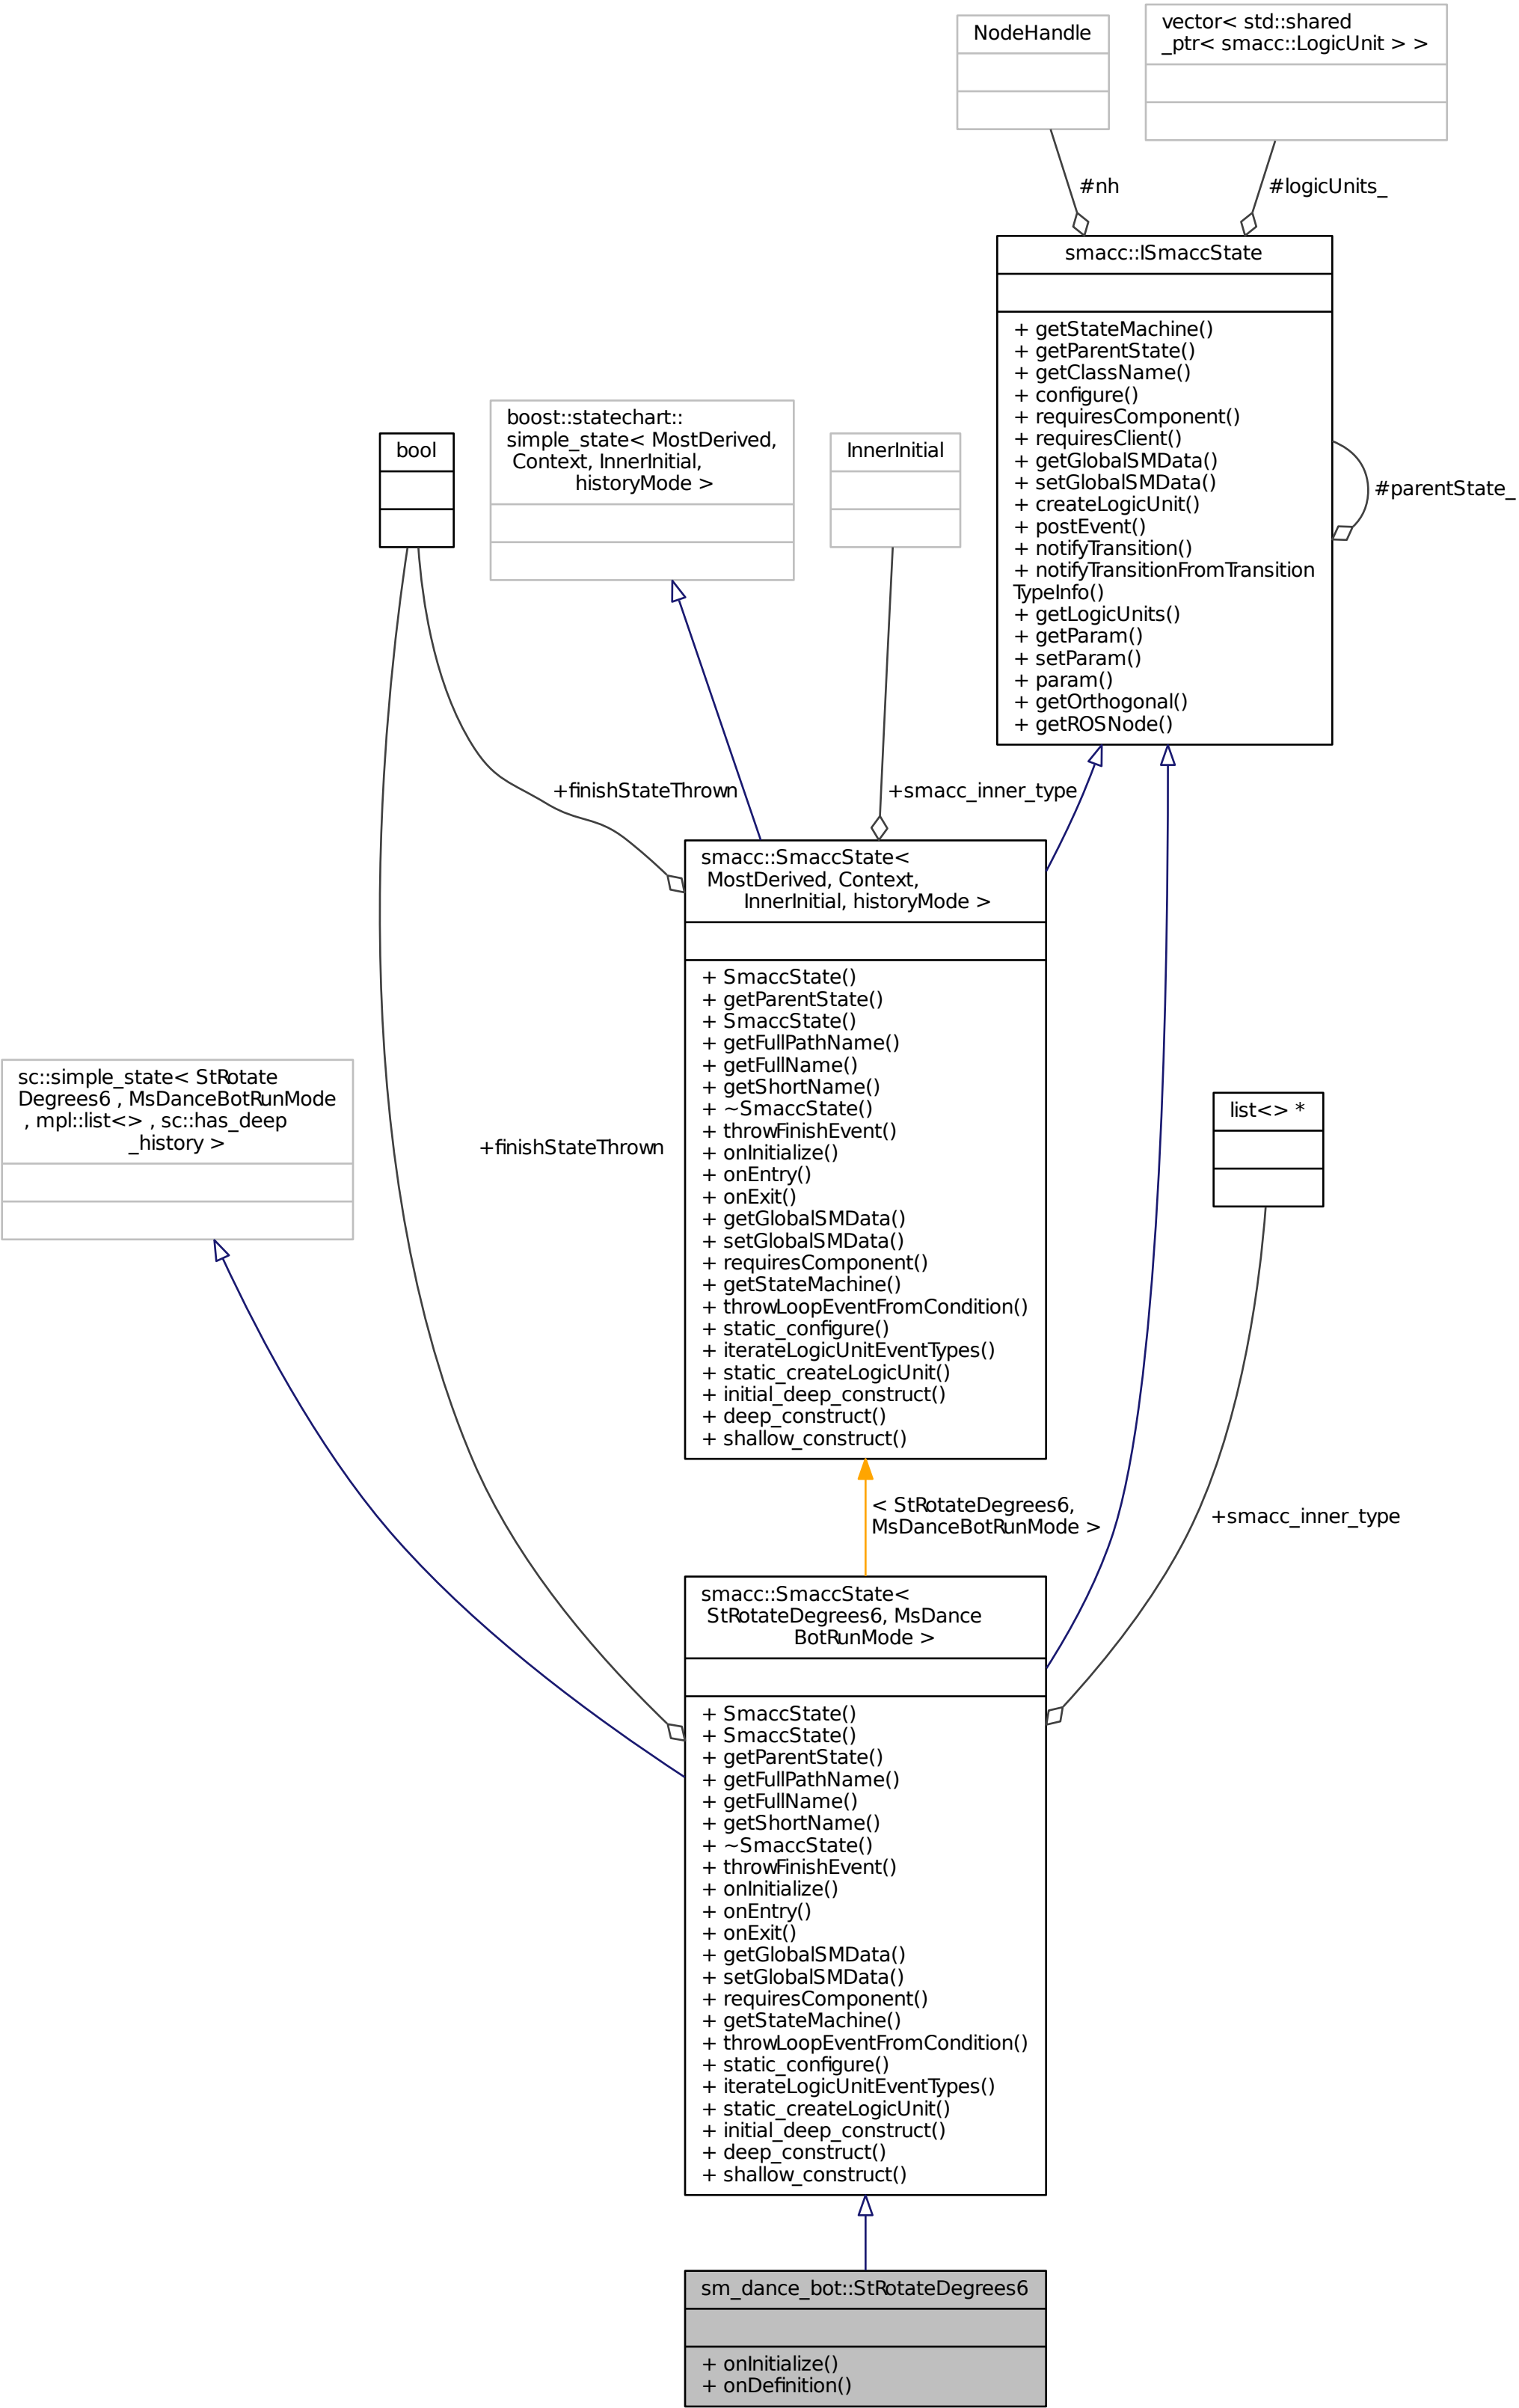 NodeHandle
vector< std::shared
_ptr< smacc::LogicUnit > >
#nh
#logicUnits_
smacc::ISmaccState
+ getStateMachine()
+ getParentState()
+ getClassName()
+ configure()
+ requiresComponent()
+ requiresClient()
+ getGlobalSMData()
+ setGlobalSMData()
+ createLogicUnit()
+ postEvent()
+ notifyTransition()
+ notifyTransitionFromTransition
TypeInfo()
+ getLogicUnits()
+ getParam()
+ setParam()
+ param()
+ getOrthogonal()
+ getROSNode()
#parentState_
bool
boost::statechart::
simple_state< MostDerived,
Context, InnerInitial,
historyMode >
InnerInitial
+finishStateThrown
+smacc_inner_type
smacc::SmaccState<
MostDerived, Context,
InnerInitial, historyMode >
+ SmaccState()
+ getParentState()
+ SmaccState()
+ getFullPathName()
+ getFullName()
+ getShortName()
+ ~SmaccState()
+ throwFinishEvent()
+ onInitialize()
+ onEntry()
+ onExit()
+ getGlobalSMData()
+ setGlobalSMData()
+ requiresComponent()
+ getStateMachine()
+ throwLoopEventFromCondition()
+ static_configure()
+ iterateLogicUnitEventTypes()
+ static_createLogicUnit()
+ initial_deep_construct()
+ deep_construct()
+ shallow_construct()
sc::simple_state< StRotate
Degrees6 , MsDanceBotRunMode
, mpl::list<> , sc::has_deep
_history >
+finishStateThrown
list<> *
< StRotateDegrees6,
MsDanceBotRunMode >
+smacc_inner_type
smacc::SmaccState<
StRotateDegrees6, MsDance
BotRunMode >
+ SmaccState()
+ SmaccState()
+ getParentState()
+ getFullPathName()
+ getFullName()
+ getShortName()
+ ~SmaccState()
+ throwFinishEvent()
+ onInitialize()
+ onEntry()
+ onExit()
+ getGlobalSMData()
+ setGlobalSMData()
+ requiresComponent()
+ getStateMachine()
+ throwLoopEventFromCondition()
+ static_configure()
+ iterateLogicUnitEventTypes()
+ static_createLogicUnit()
+ initial_deep_construct()
+ deep_construct()
+ shallow_construct()
sm_dance_bot::StRotateDegrees6
+ onInitialize()
+ onDefinition()